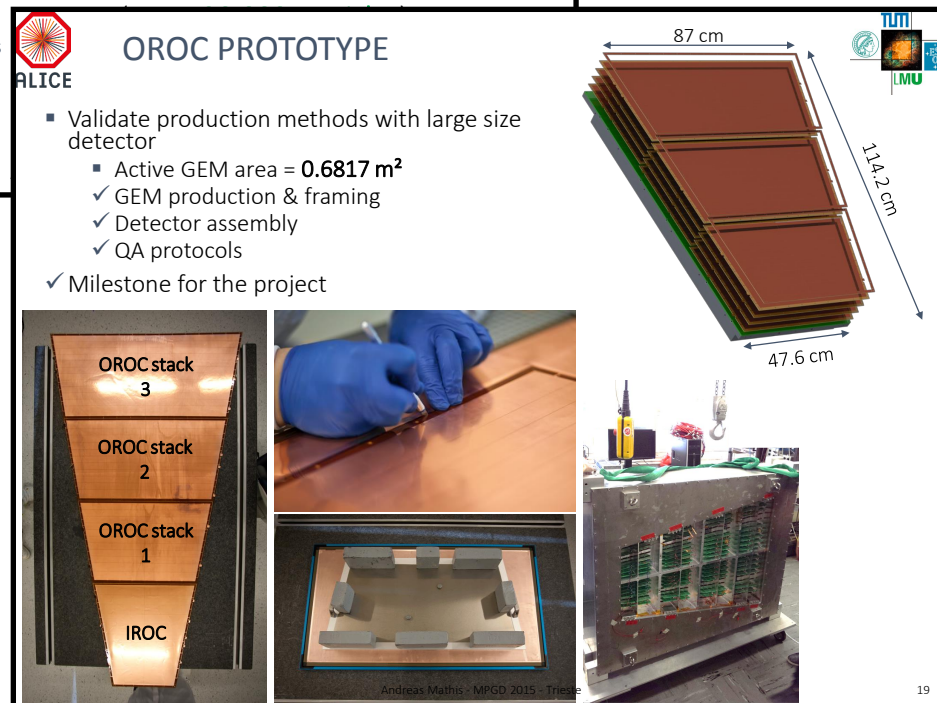 ALICE
OROC PROTOTYPE
▪ Validate production methods with large size
detector
▪ Active GEM area = 0.6817 m²
✓ GEM production & framing
✓ Detector assembly
✓ QA protocols
✓ Milestone for the project
87 cm
114.2 cm
47.6 cm
TUM
LMU
OROC stack
3
OROC stack
2
OROC stack
1
IROC
Andreas Mathis - MPGD 2015 - Trieste
19